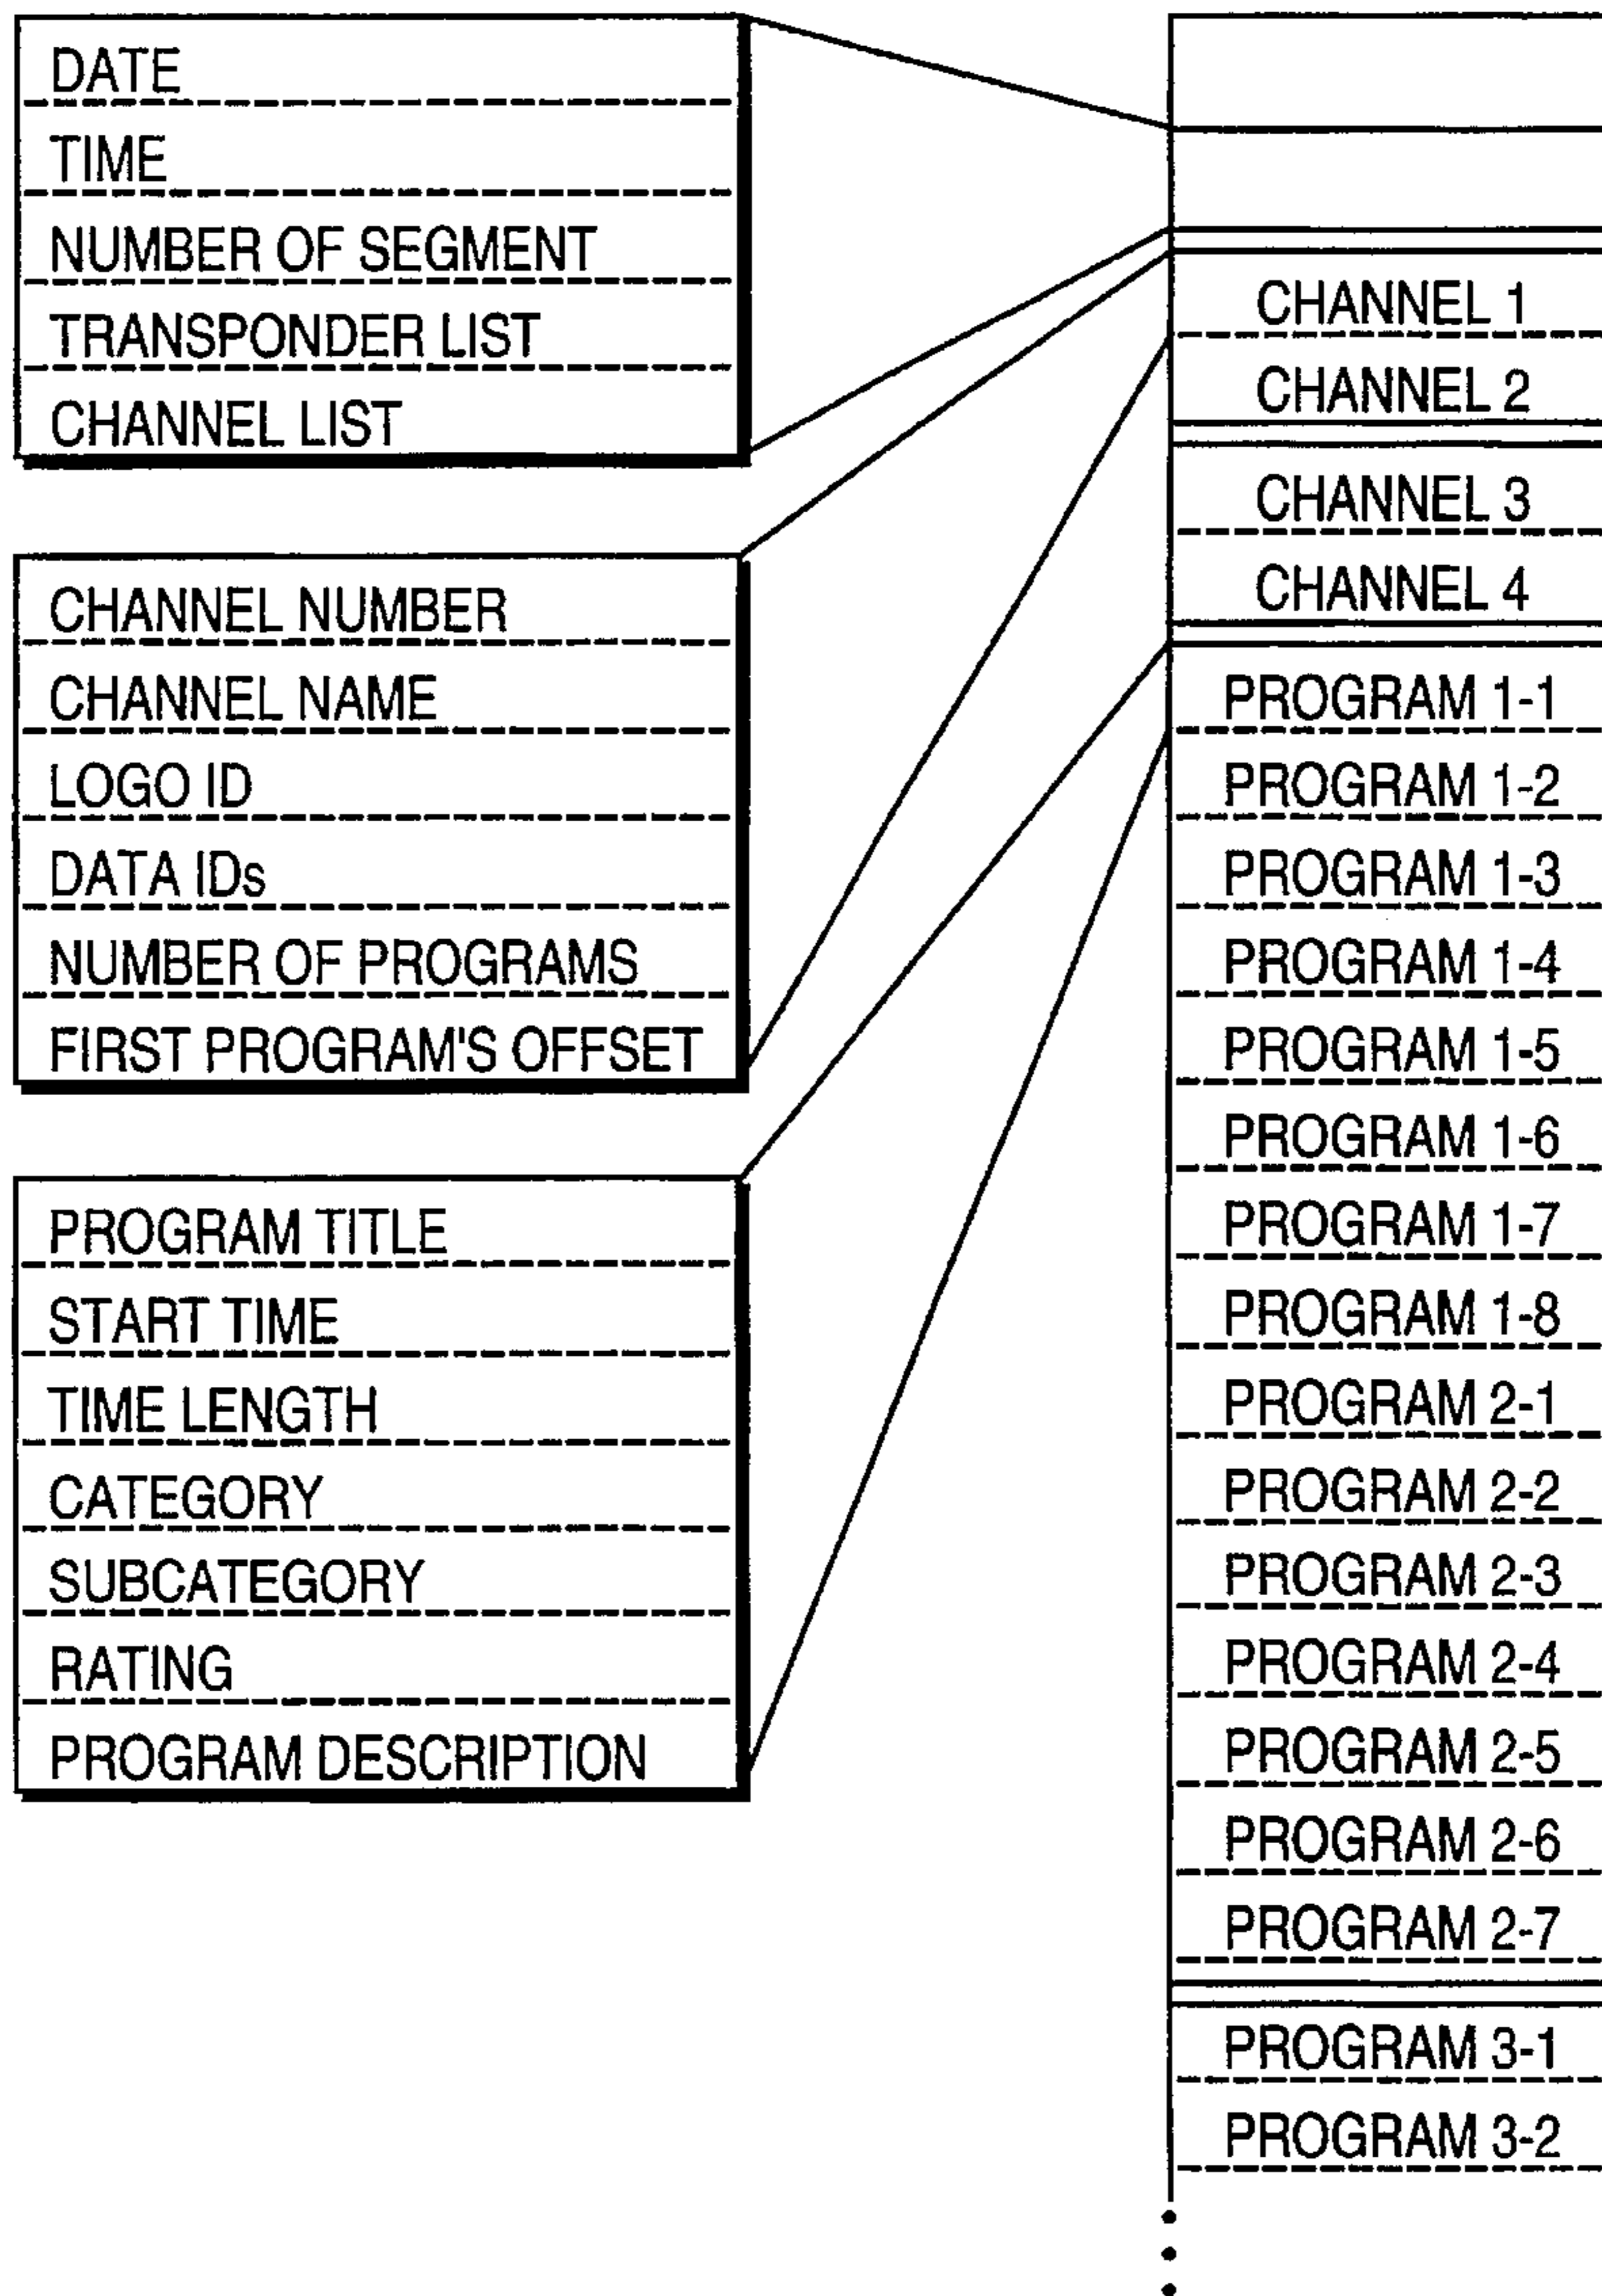 DATE
TIME
NUMBER OF SEGMENT
TRANSPONDER LIST
CHANNEL LIST
CHANNEL NUMBER
CHANNEL NAME
LOGO ID
DATA IDs
NUMBER OF PROGRAMS
FIRST PROGRAM'S OFFSET
PROGRAM TITLE
START TIME
TIME LENGTH
CATEGORY
SUBCATEGORY
RATING
PROGRAM DESCRIPTION
CHANNEL 1
CHANNEL 2
CHANNEL 3
CHANNEL 4
PROGRAM 1-1
PROGRAM 1-2
PROGRAM 1-3
PROGRAM 1-4
PROGRAM 1-5
PROGRAM 1-6
PROGRAM 1-7
PROGRAM 1-8
PROGRAM 2-1
PROGRAM 2-2
PROGRAM 2-3
PROGRAM 2-4
PROGRAM 2-5
PROGRAM 2-6
PROGRAM 2-7
PROGRAM 3-1
PROGRAM 3-2